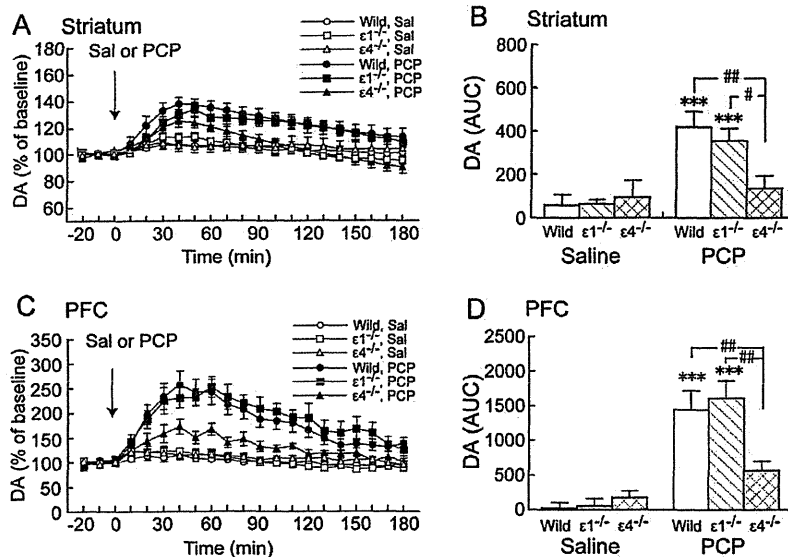 A Striatum
Sal or PCP
Wild, Sal
ε1-/-, Sal
ε4-/-, Sal
Wild, PCP
ε1-/-, PCP
ε4-/-, PCP
DA (% of baseline)
180
160
140
120
100
80
60
-20 0 30 60 90 120 150 180
Time (min)
B Striatum
DA (AUC)
800
600
400
200
0
##
#
***
***
Wild ε1-/- ε4-/- Wild ε1-/- ε4-/-
Saline PCP
C PFC
Sal or PCP
Wild, Sal
ε1-/-, Sal
ε4-/-, Sal
Wild, PCP
ε1-/-, PCP
ε4-/-, PCP
DA (% of baseline)
350
300
250
200
150
100
50
0
-20 0 30 60 90 120 150 180
Time (min)
D PFC
DA (AUC)
2500
2000
1500
1000
500
0
##
##
***
***
Wild ε1-/- ε4-/- Wild ε1-/- ε4-/-
Saline PCP